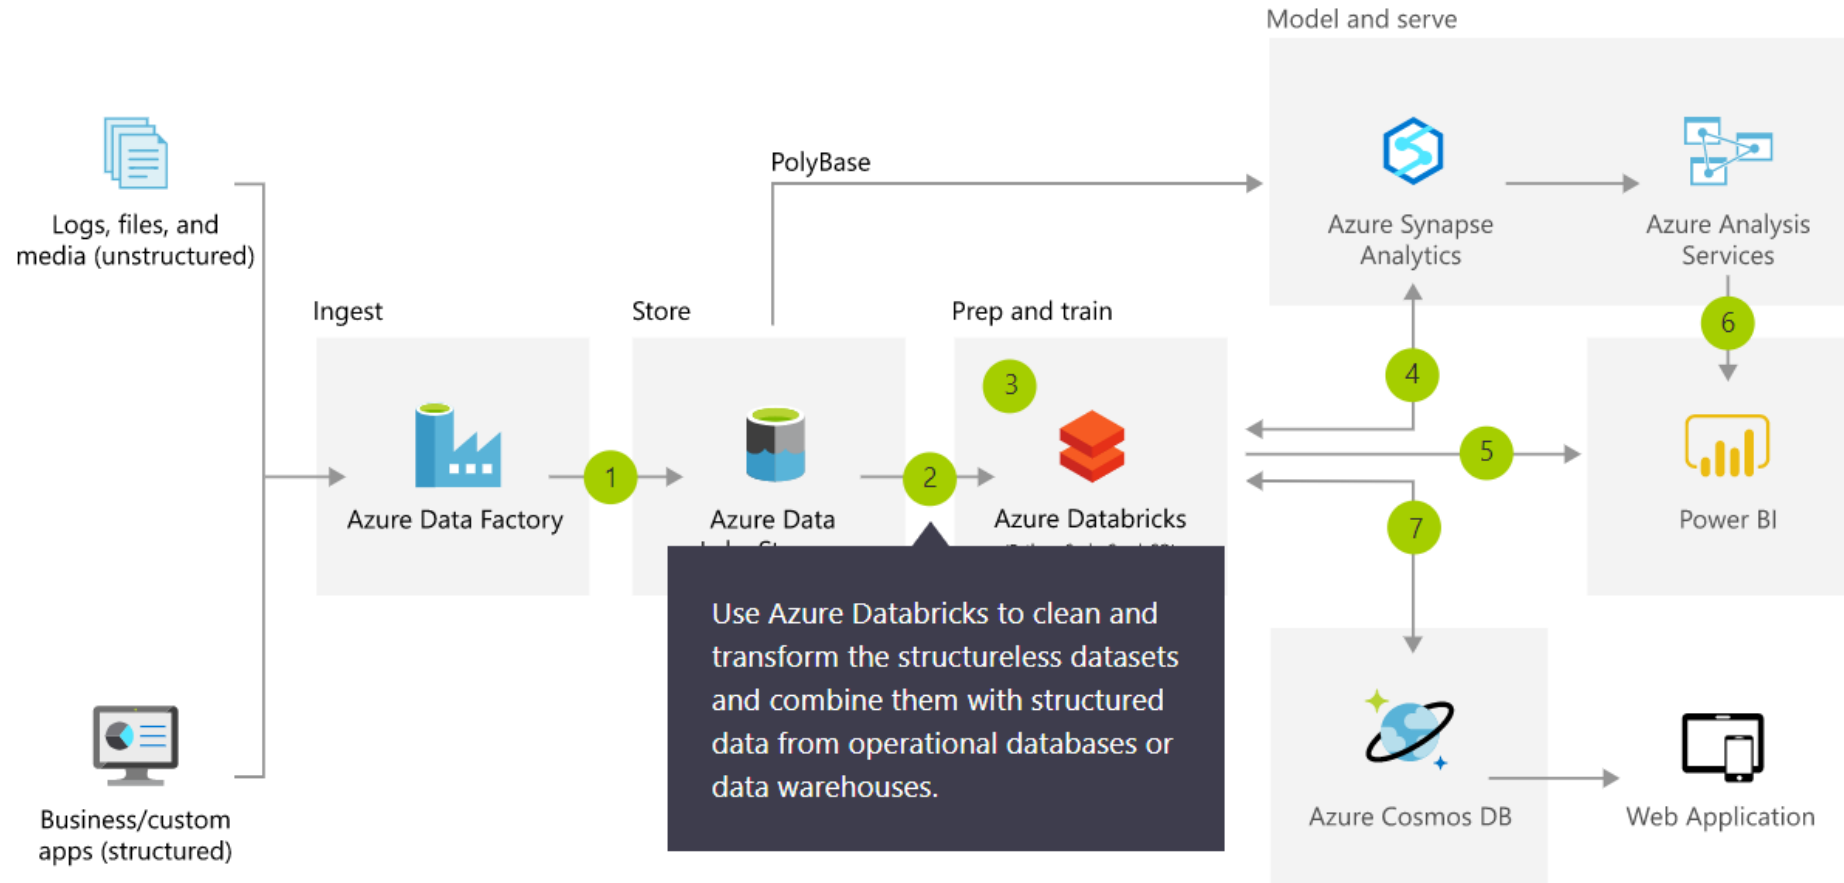 Model and serve
PolyBase
Logs, files, and
media (unstructured)
Azure Synapse
Analytics
Azure Analysis
Services
Ingest
Store
Prep and train
6
3
4
5
1
2
Azure Data Factory
Azure Data
Azure Databricks
Power BI
7
Use Azure Databricks to clean and
transform the structureless datasets
and combine them with structured
data from operational databases or
data warehouses.
Business/custom
apps (structured)
Azure Cosmos DB
Web Application